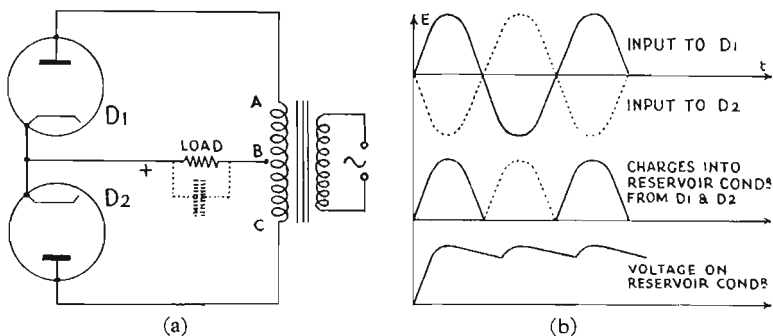 D1
D2
LOAD
+
A
B
C
(a)
E
t
INPUT TO D1
INPUT TO D2
CHARGES INTO
RESERVOIR CONDR
FROM D1 & D2
VOLTAGE ON
RESERVOIR CONDR
(b)